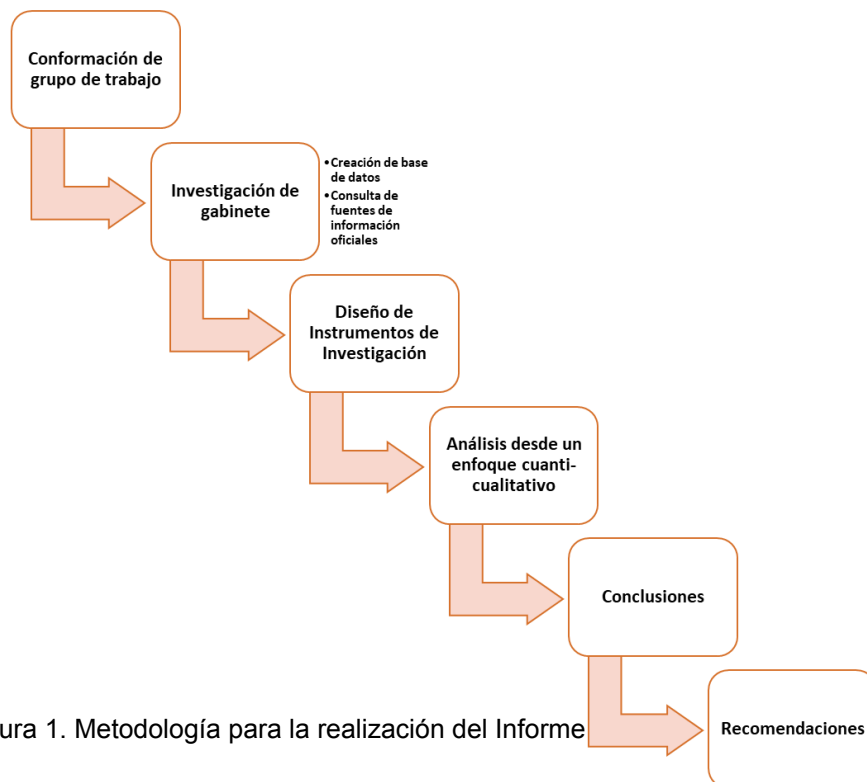 Conformación de
grupo de trabajo
Investigación de
gabinete
•Creación de base
de datos
•Consulta de
fuentes de
información
oficiales
Diseño de
Instrumentos de
Investigación
Análisis desde un
enfoque cuanti-
cualitativo
Conclusiones
Recomendaciones
ura 1. Metodología para la realización del Informe